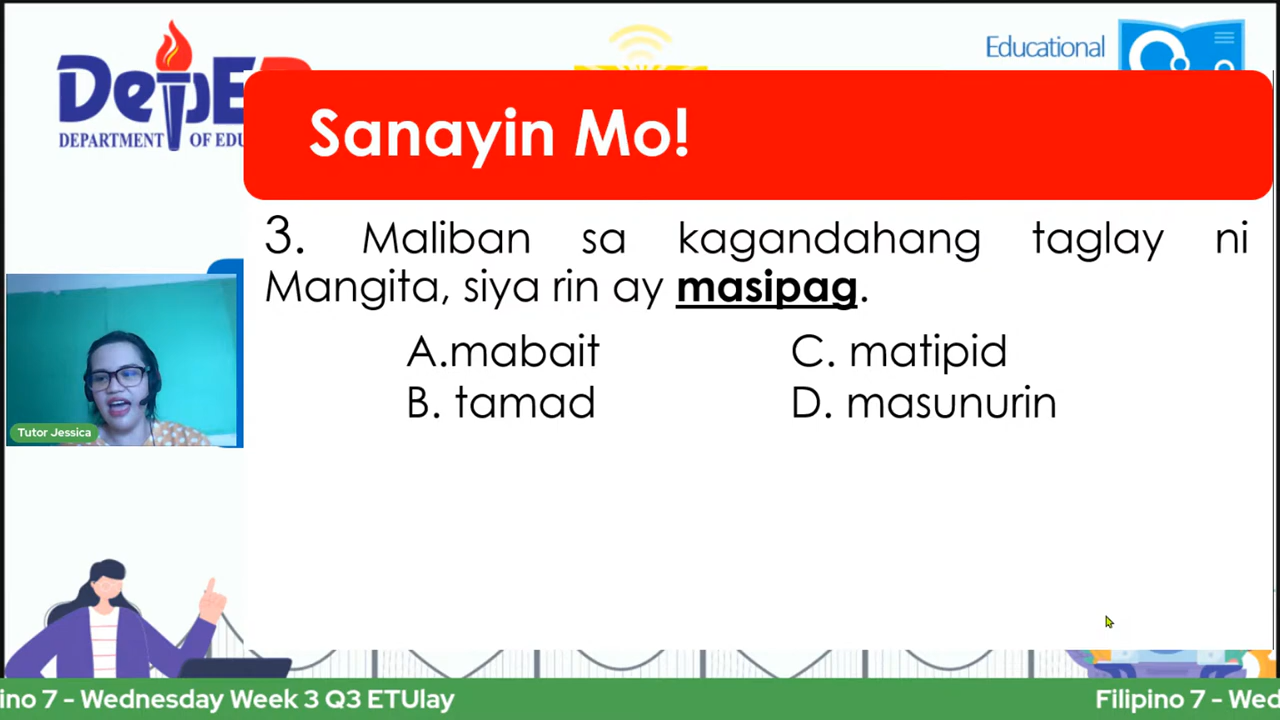 DepE
DEPARTMENT OF EDU
Educational
Sanayin Mo!
3. Maliban sa kagandahang taglay ni
Mangita, siya rin ay masipag.
A.mabait
C. matipid
B. tamad
D. masunurin
Tutor Jessica
ino 7 - Wednesday Week 3 Q3 ETUlay
Filipino 7 - Wed